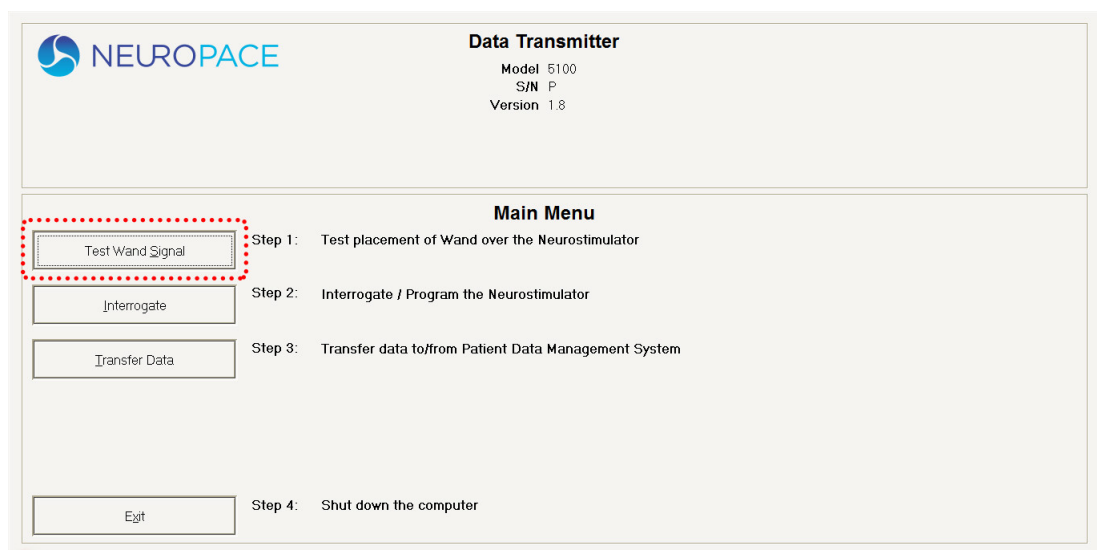 NEUROPACE
Data Transmitter
Model 5100
S/N P
Version 1.8
Main Menu
Test Wand Signal Step 1: Test placement of Wand over the Neurostimulator
Interrogate Step 2: Interrogate / Program the Neurostimulator
Transfer Data Step 3: Transfer data to/from Patient Data Management System
Exit Step 4: Shut down the computer